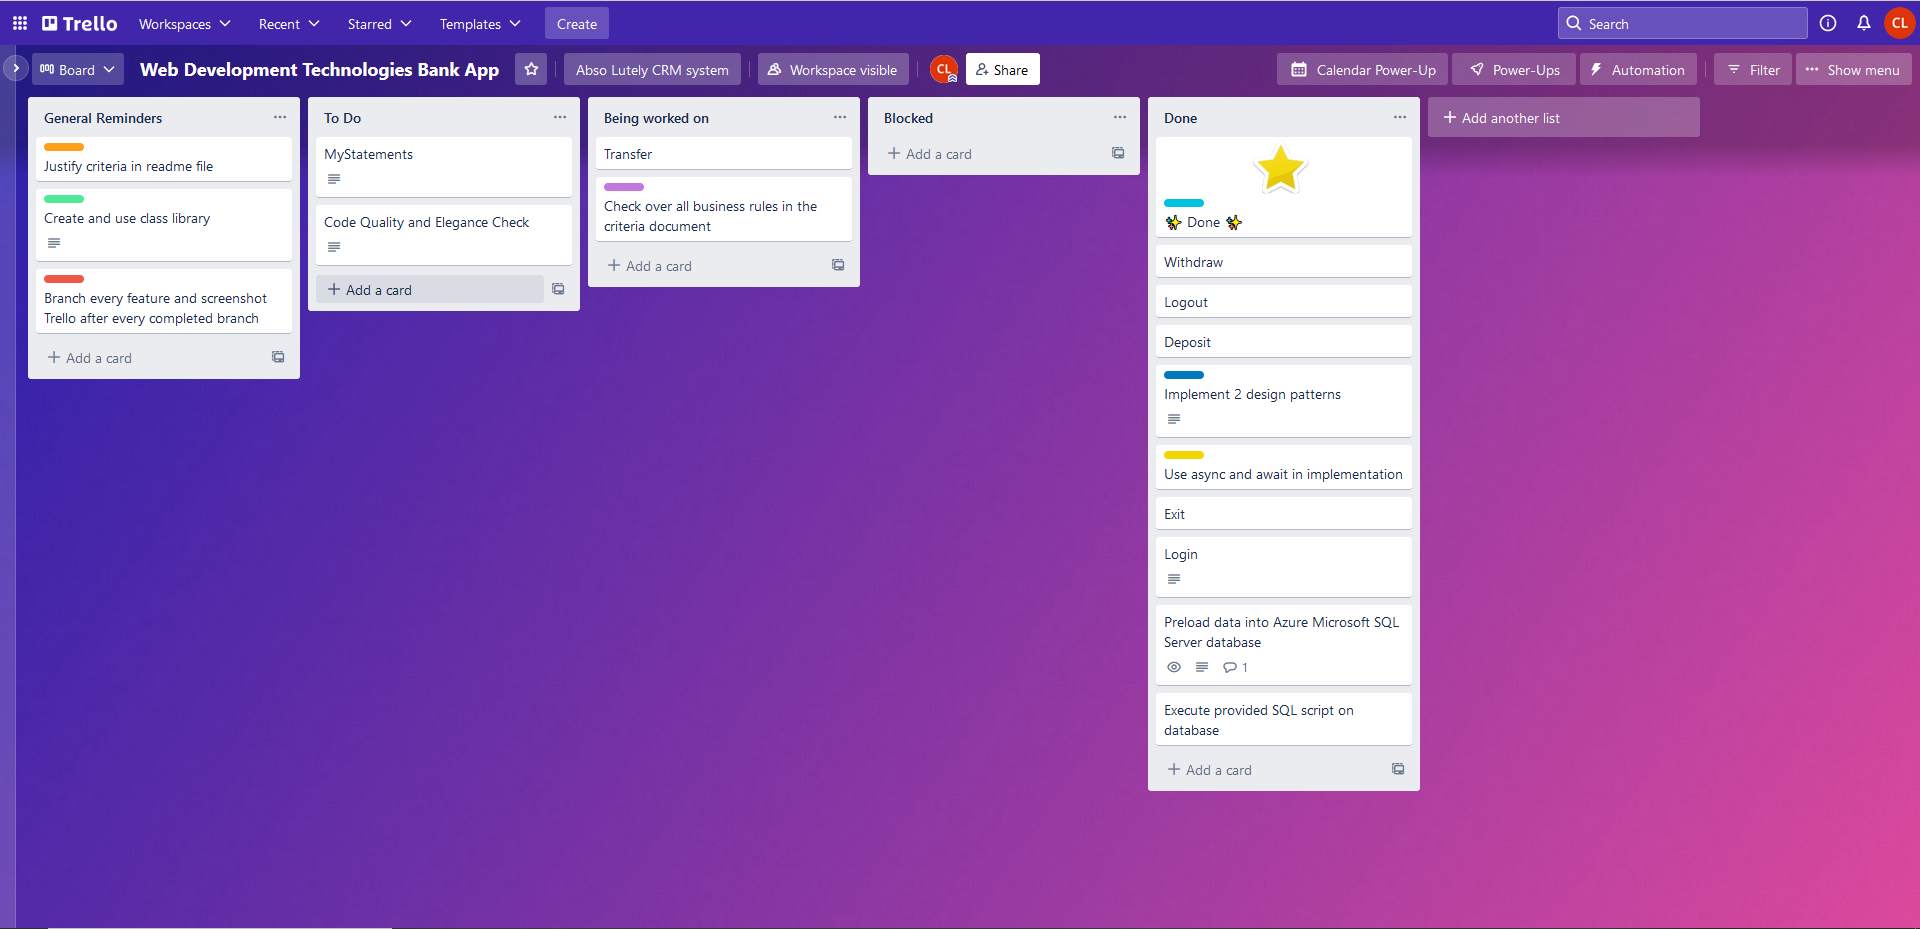 Trello
Workspaces
Recent
Starred
Templates
Create
Search
CL
Board
Web Development Technologies Bank App
Abso Lutely CRM system
Workspace visible
CL
Share
Calendar Power-Up
Power-Ups
Automation
Filter
Show menu
General Reminders
Justify criteria in readme file
Create and use class library
Branch every feature and screenshot
Trello after every completed branch
+ Add a card
To Do
MyStatements
Code Quality and Elegance Check
+ Add a card
Being worked on
Transfer
Check over all business rules in the
criteria document
+ Add a card
Blocked
+ Add a card
Done
✨ Done ✨
Withdraw
Logout
Deposit
Implement 2 design patterns
Use async and await in implementation
Exit
Login
Preload data into Azure Microsoft SQL
Server database
1
Execute provided SQL script on
database
+ Add a card
+ Add another list